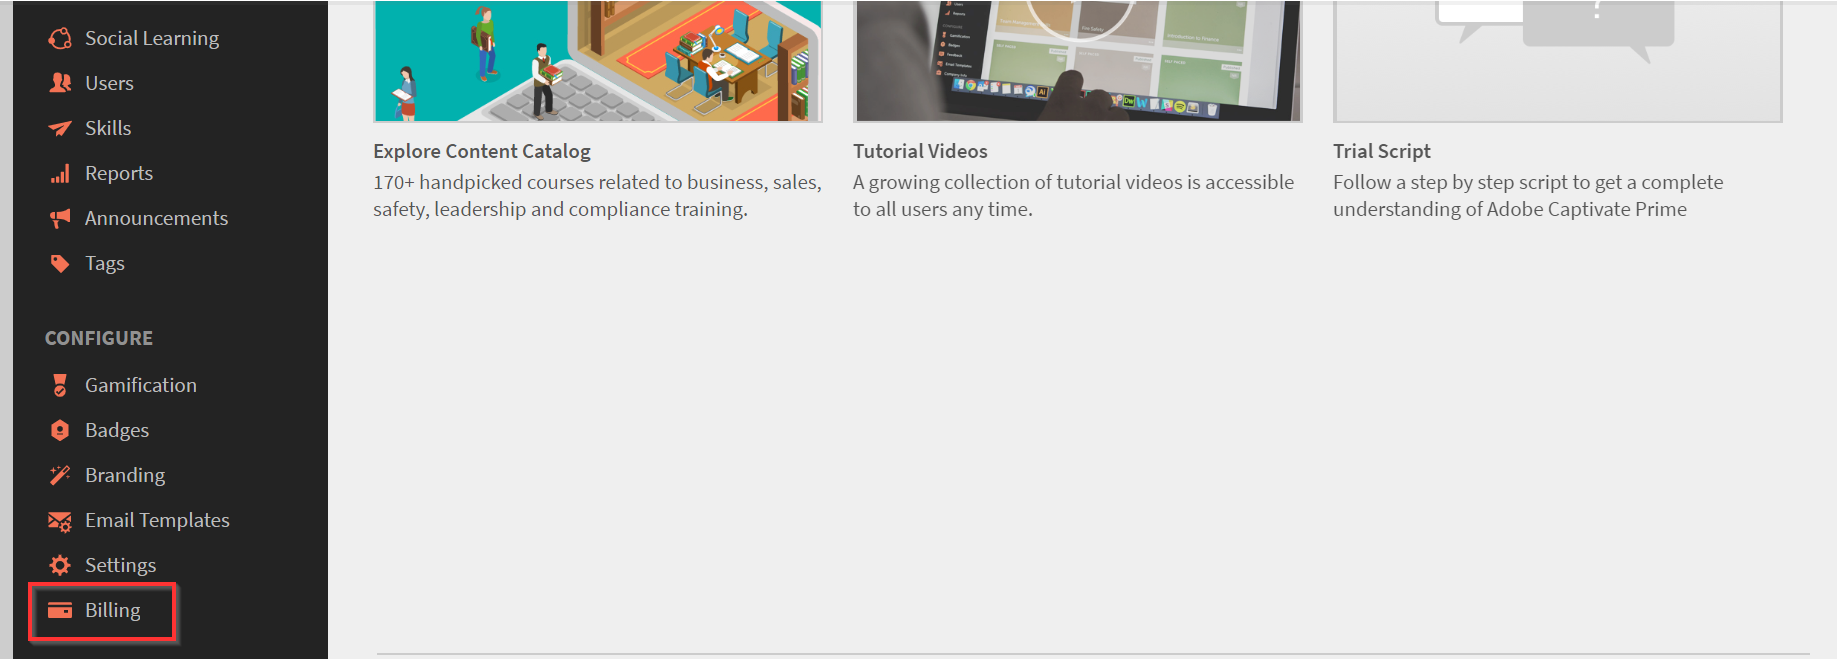 Social Learning
Users
Skills
Reports
Announcements
Tags
CONFIGURE
Gamification
Badges
Branding
Email Templates
Settings
Billing
?
Explore Content Catalog
170+ handpicked courses related to business, sales,
safety, leadership and compliance training.
Tutorial Videos
A growing collection of tutorial videos is accessible
to all users any time.
Trial Script
Follow a step by step script to get a complete
understanding of Adobe Captivate Prime